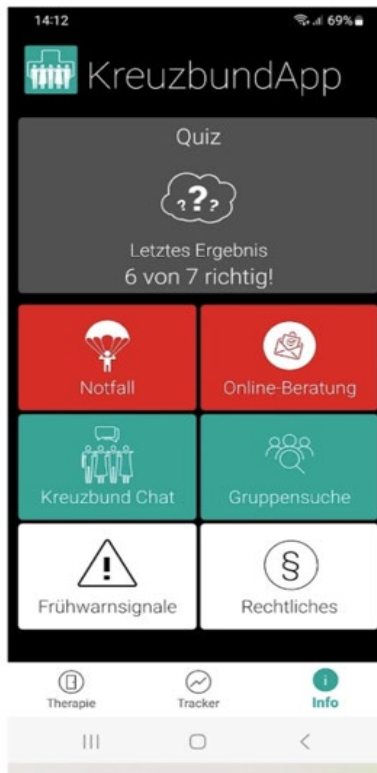 14:12
69%
KreuzbundApp
Quiz
? ? ?
Letztes Ergebnis
6 von 7 richtig!
Notfall
Online-Beratung
Kreuzbund Chat
Gruppensuche
!
§
Frühwarnsignale
Rechtliches
i
Therapie
Tracker
Info